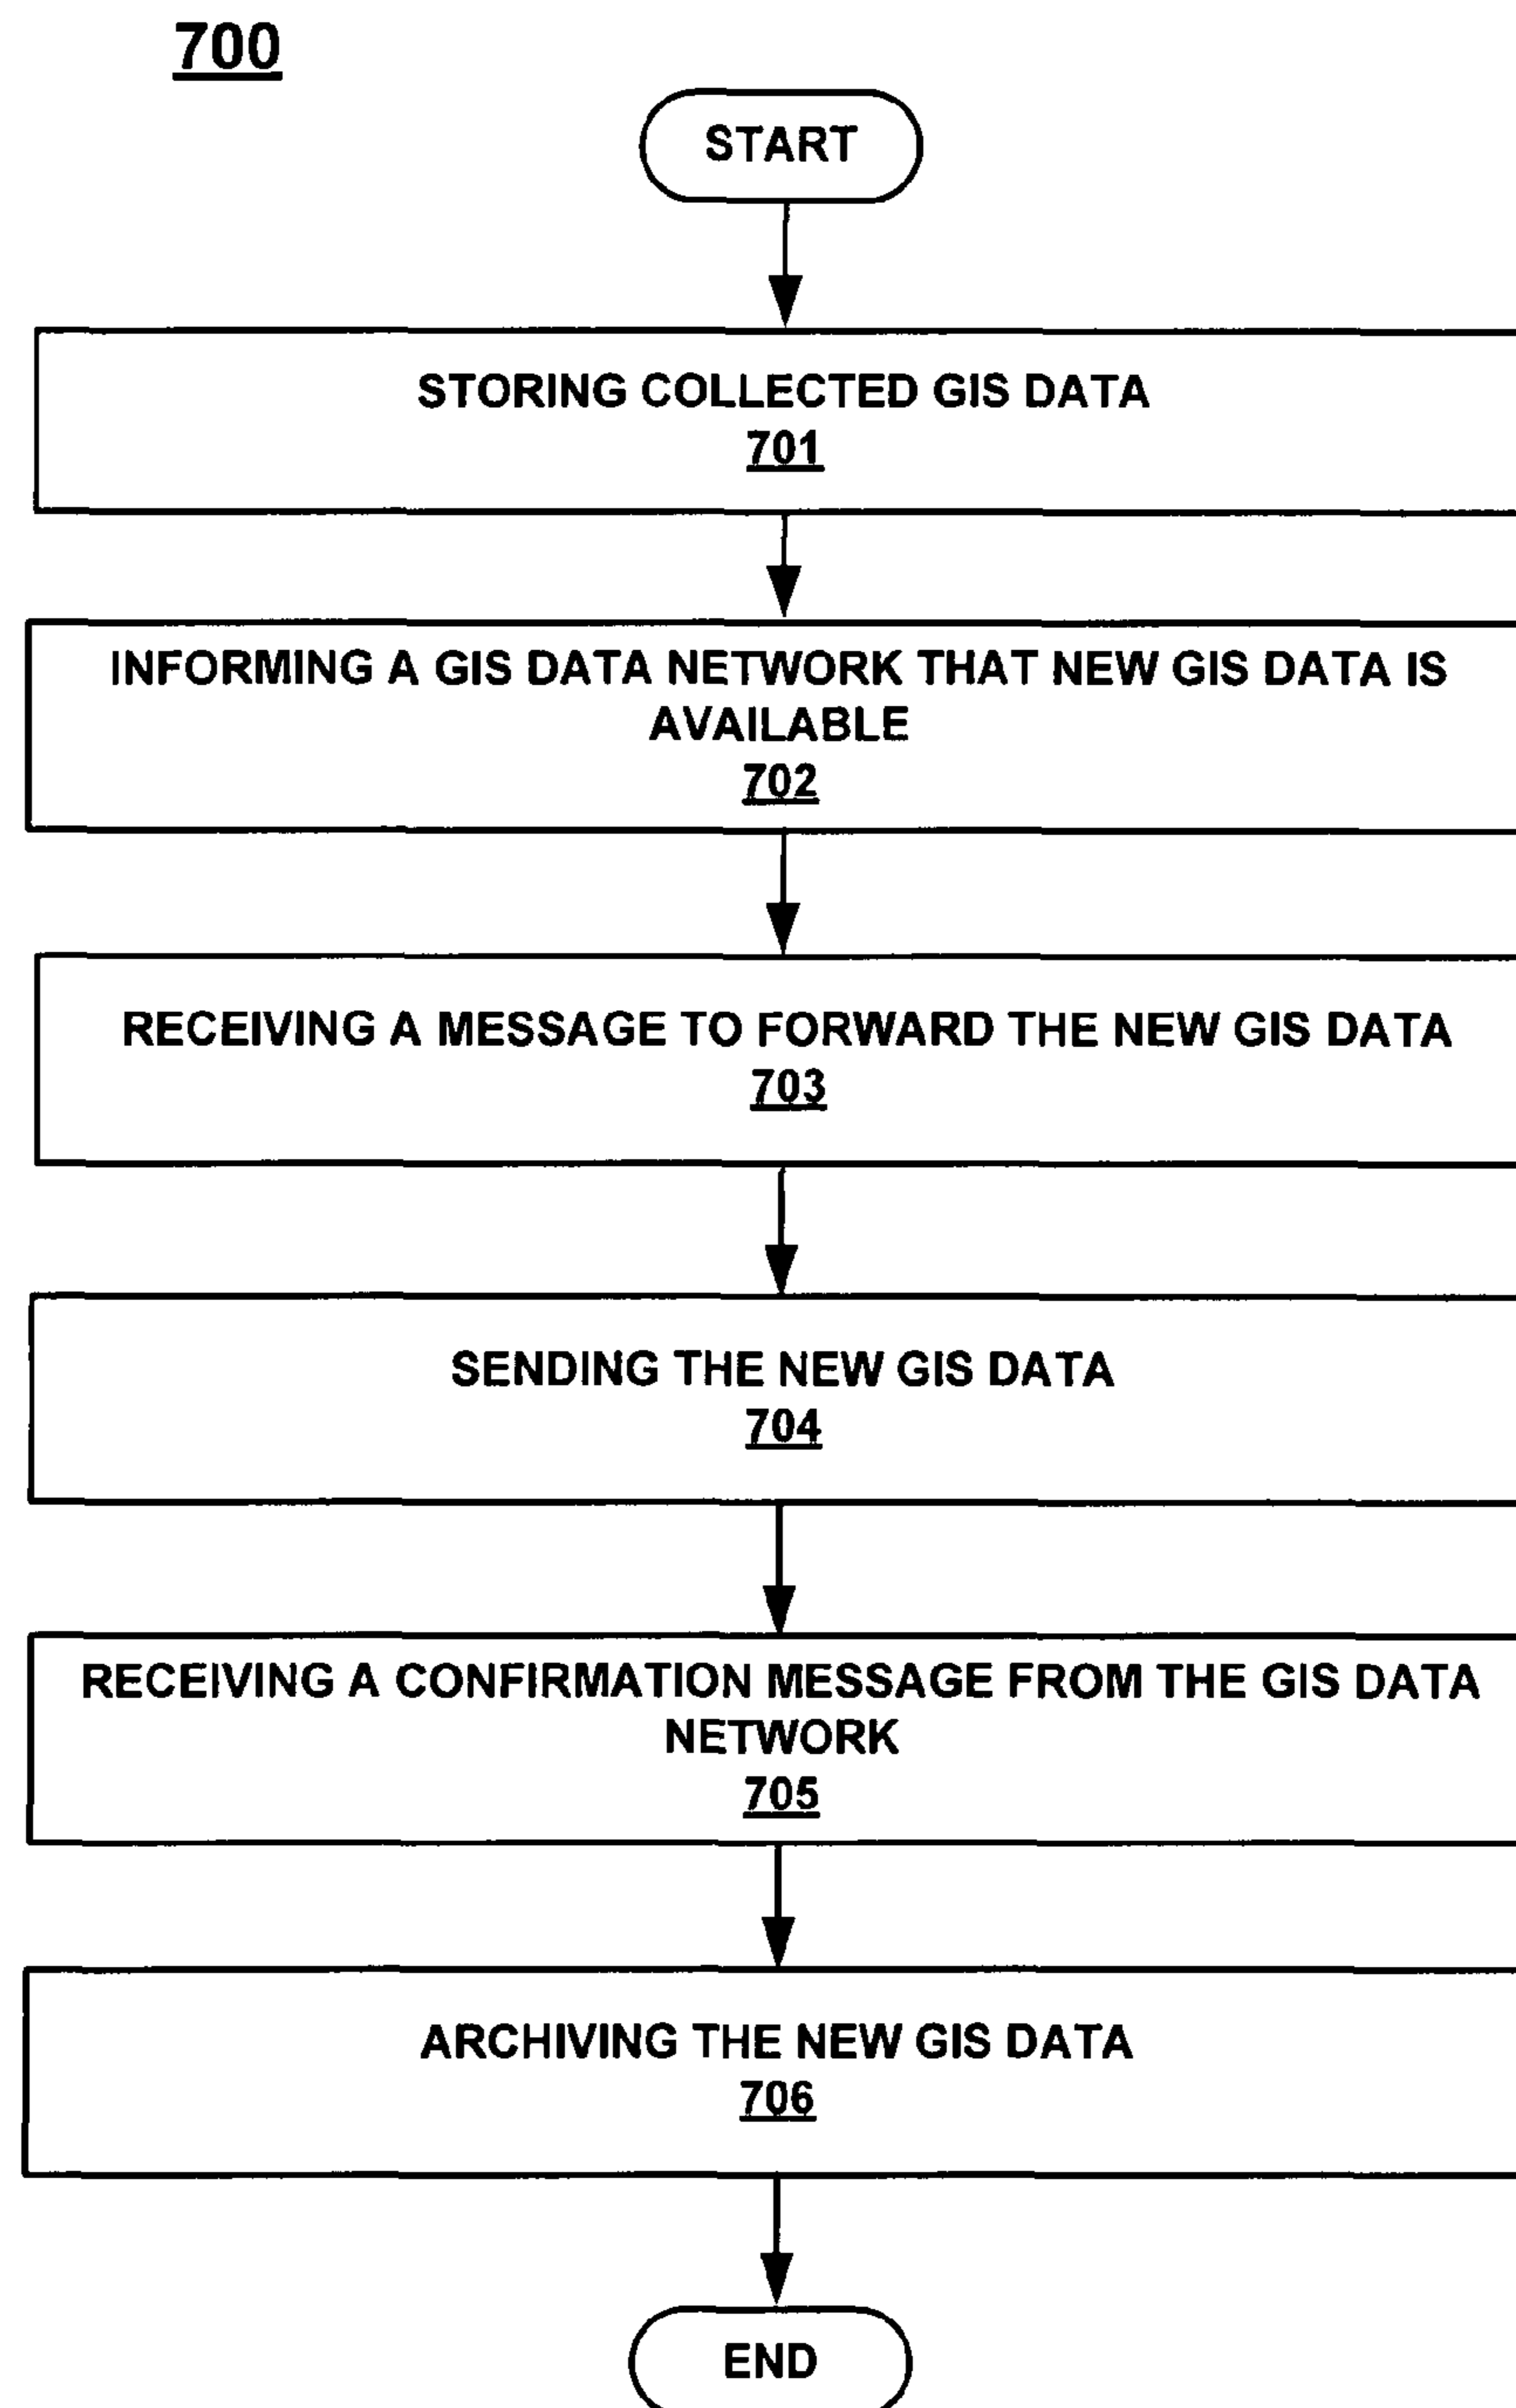 700
START
STORING COLLECTED GIS DATA
701
INFORMING A GIS DATA NETWORK THAT NEW GIS DATA IS
AVAILABLE
702
RECEIVING A MESSAGE TO FORWARD THE NEW GIS DATA
703
SENDING THE NEW GIS DATA
704
RECEIVING A CONFIRMATION MESSAGE FROM THE GIS DATA
NETWORK
705
ARCHIVING THE NEW GIS DATA
706
END